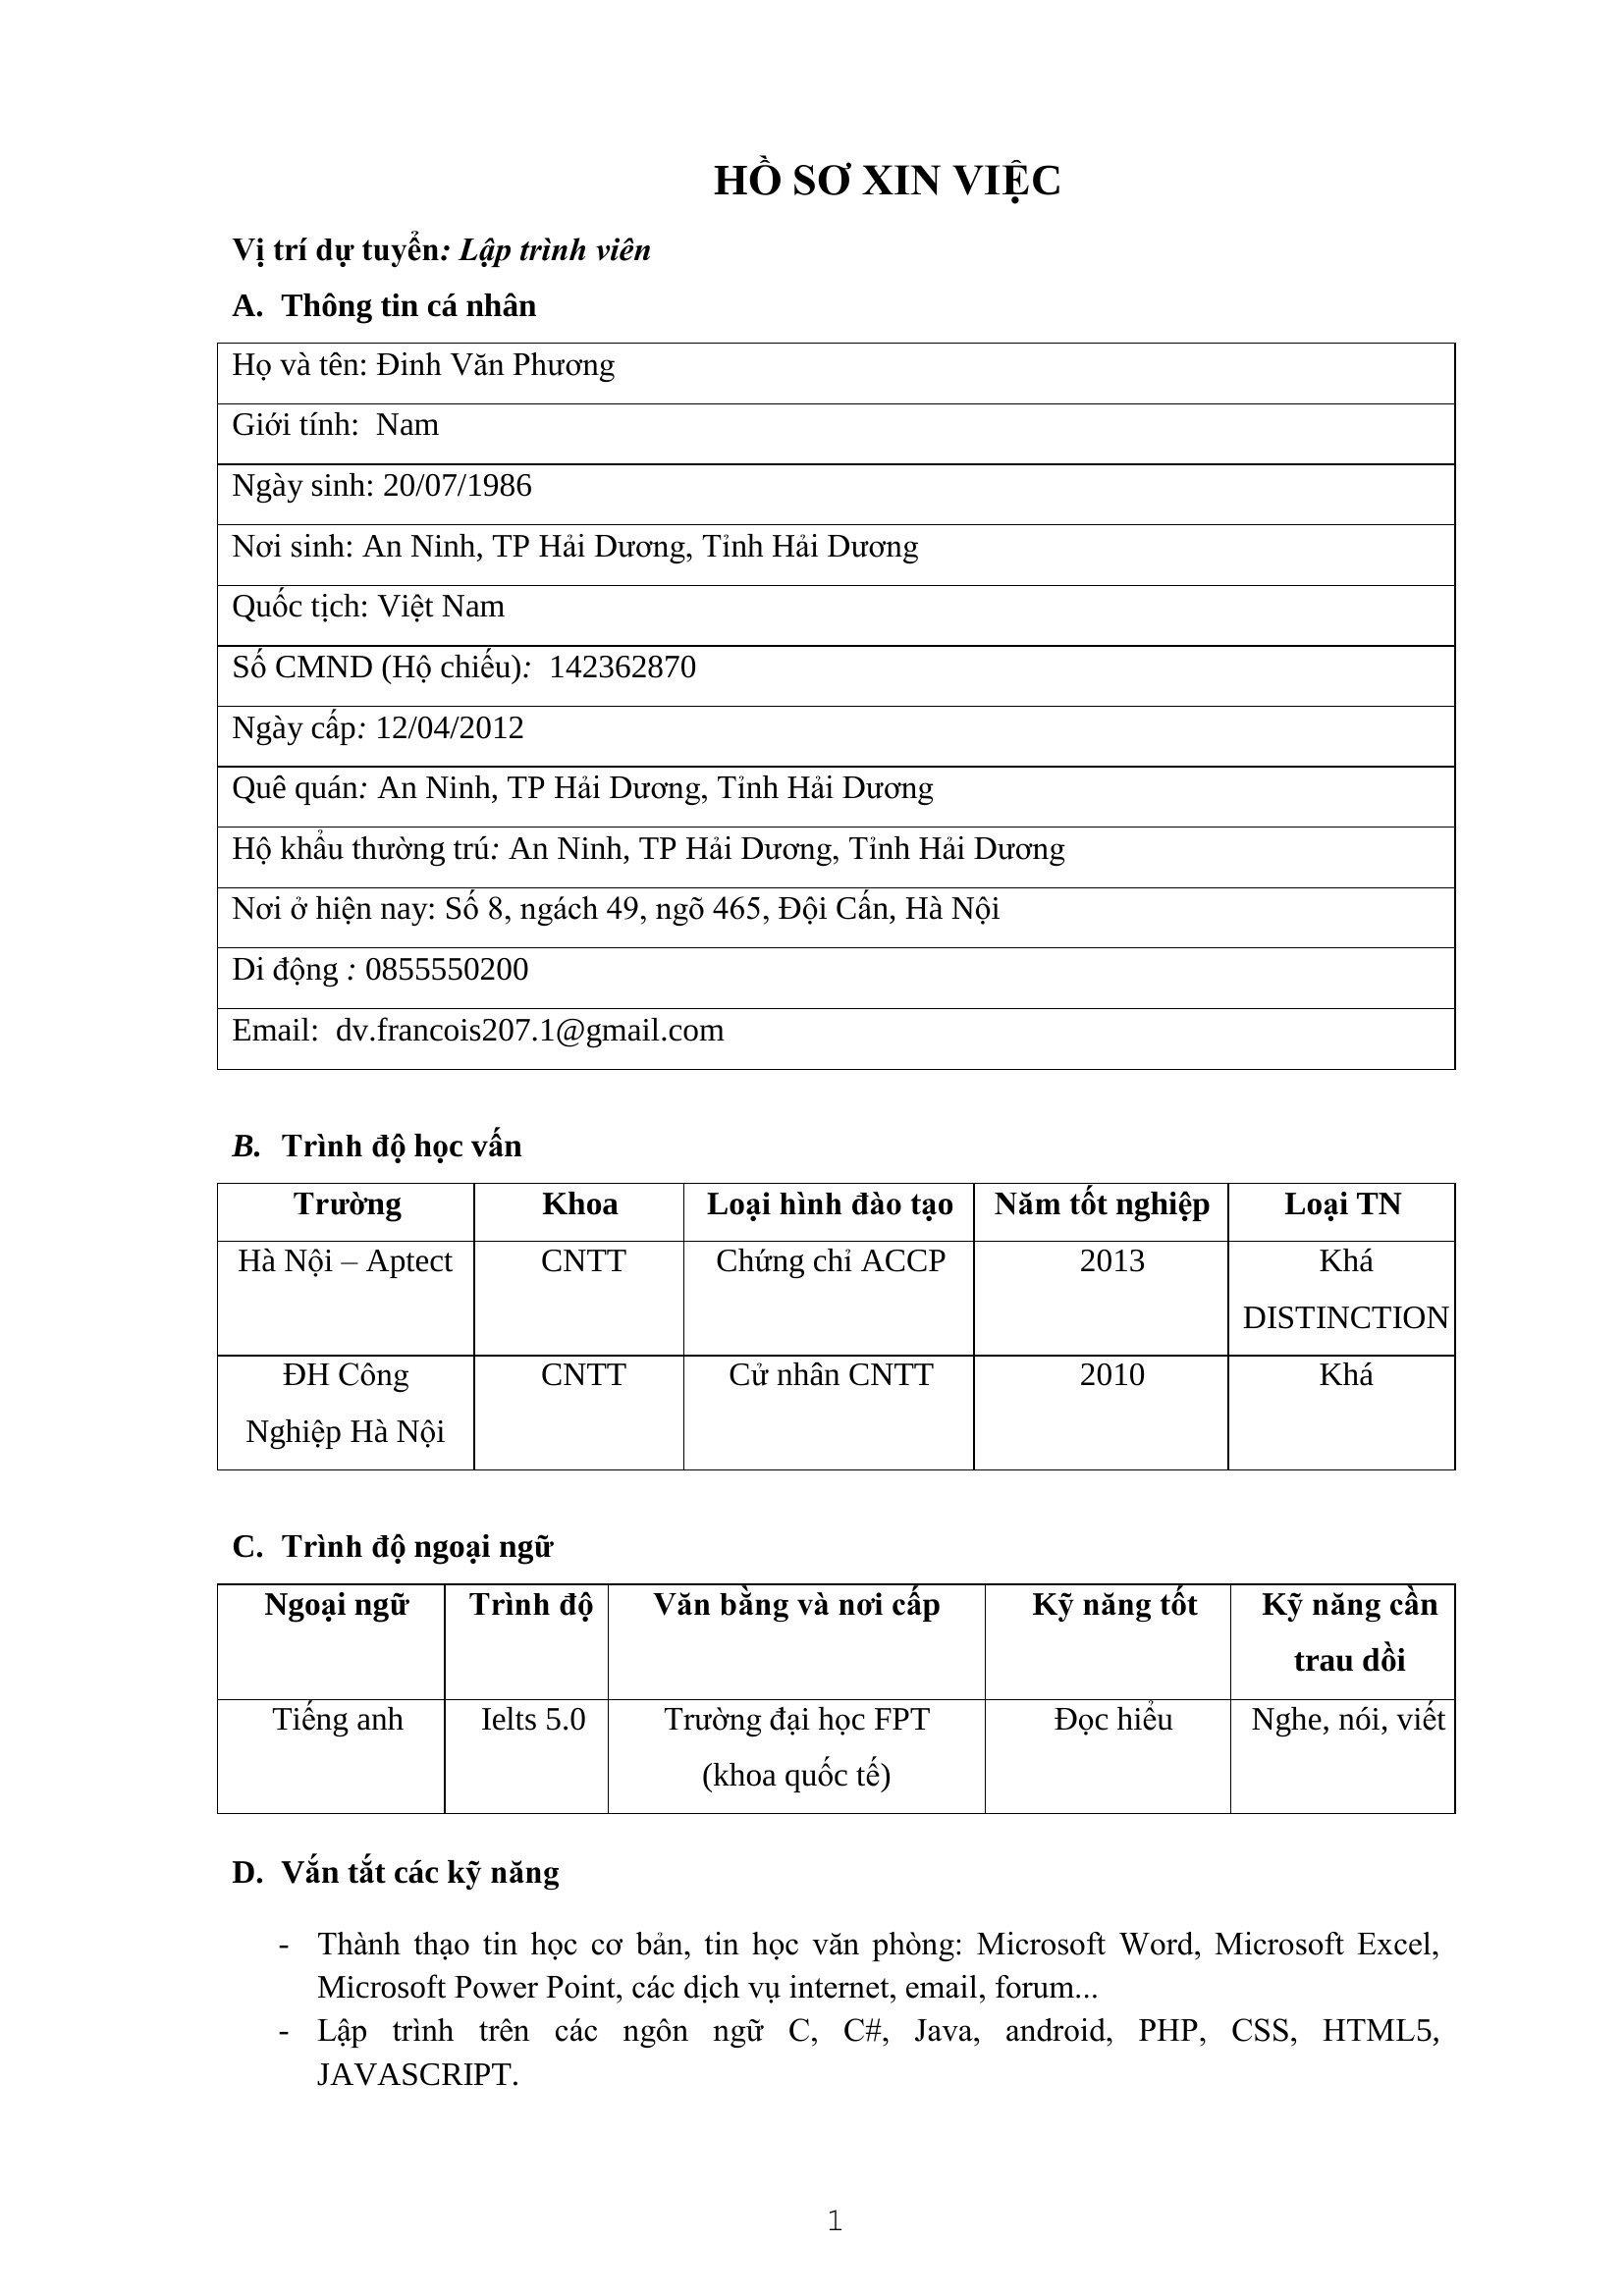 HỒ SƠ XIN VIỆC
Vị trí dự tuyển: Lập trình viên
A. Thông tin cá nhân
Họ và tên: Đinh Văn Phương
Giới tính: Nam
Ngày sinh: 20/07/1986
Nơi sinh: An Ninh, TP Hải Dương, Tỉnh Hải Dương
Quốc tịch: Việt Nam
Số CMND (Hộ chiếu): 142362870
Ngày cấp: 12/04/2012
Quê quán: An Ninh, TP Hải Dương, Tỉnh Hải Dương
Hộ khẩu thường trú: An Ninh, TP Hải Dương, Tỉnh Hải Dương
Nơi ở hiện nay: Số 8, ngách 49, ngõ 465, Đội Cấn, Hà Nội
Di động : 0855550200
Email: dv.francois207.1@gmail.com
B. Trình độ học vấn
Trường Khoa Loại hình đào tạo Năm tốt nghiệp Loại TN
Hà Nội – Aptect CNTT Chứng chỉ ACCP 2013 Khá
DISTINCTION
ĐH Công CNTT Cử nhân CNTT 2010 Khá
Nghiệp Hà Nội
C. Trình độ ngoại ngữ
Ngoại ngữ Trình độ Văn bằng và nơi cấp Kỹ năng tốt Kỹ năng cần
trau dồi
Tiếng anh Ielts 5.0 Trường đại học FPT Đọc hiểu Nghe, nói, viết
(khoa quốc tế)
D. Vắn tắt các kỹ năng
- Thành thạo tin học cơ bản, tin học văn phòng: Microsoft Word, Microsoft Excel,
Microsoft Power Point, các dịch vụ internet, email, forum...
- Lập trình trên các ngôn ngữ C, C#, Java, android, PHP, CSS, HTML5,
JAVASCRIPT.
1